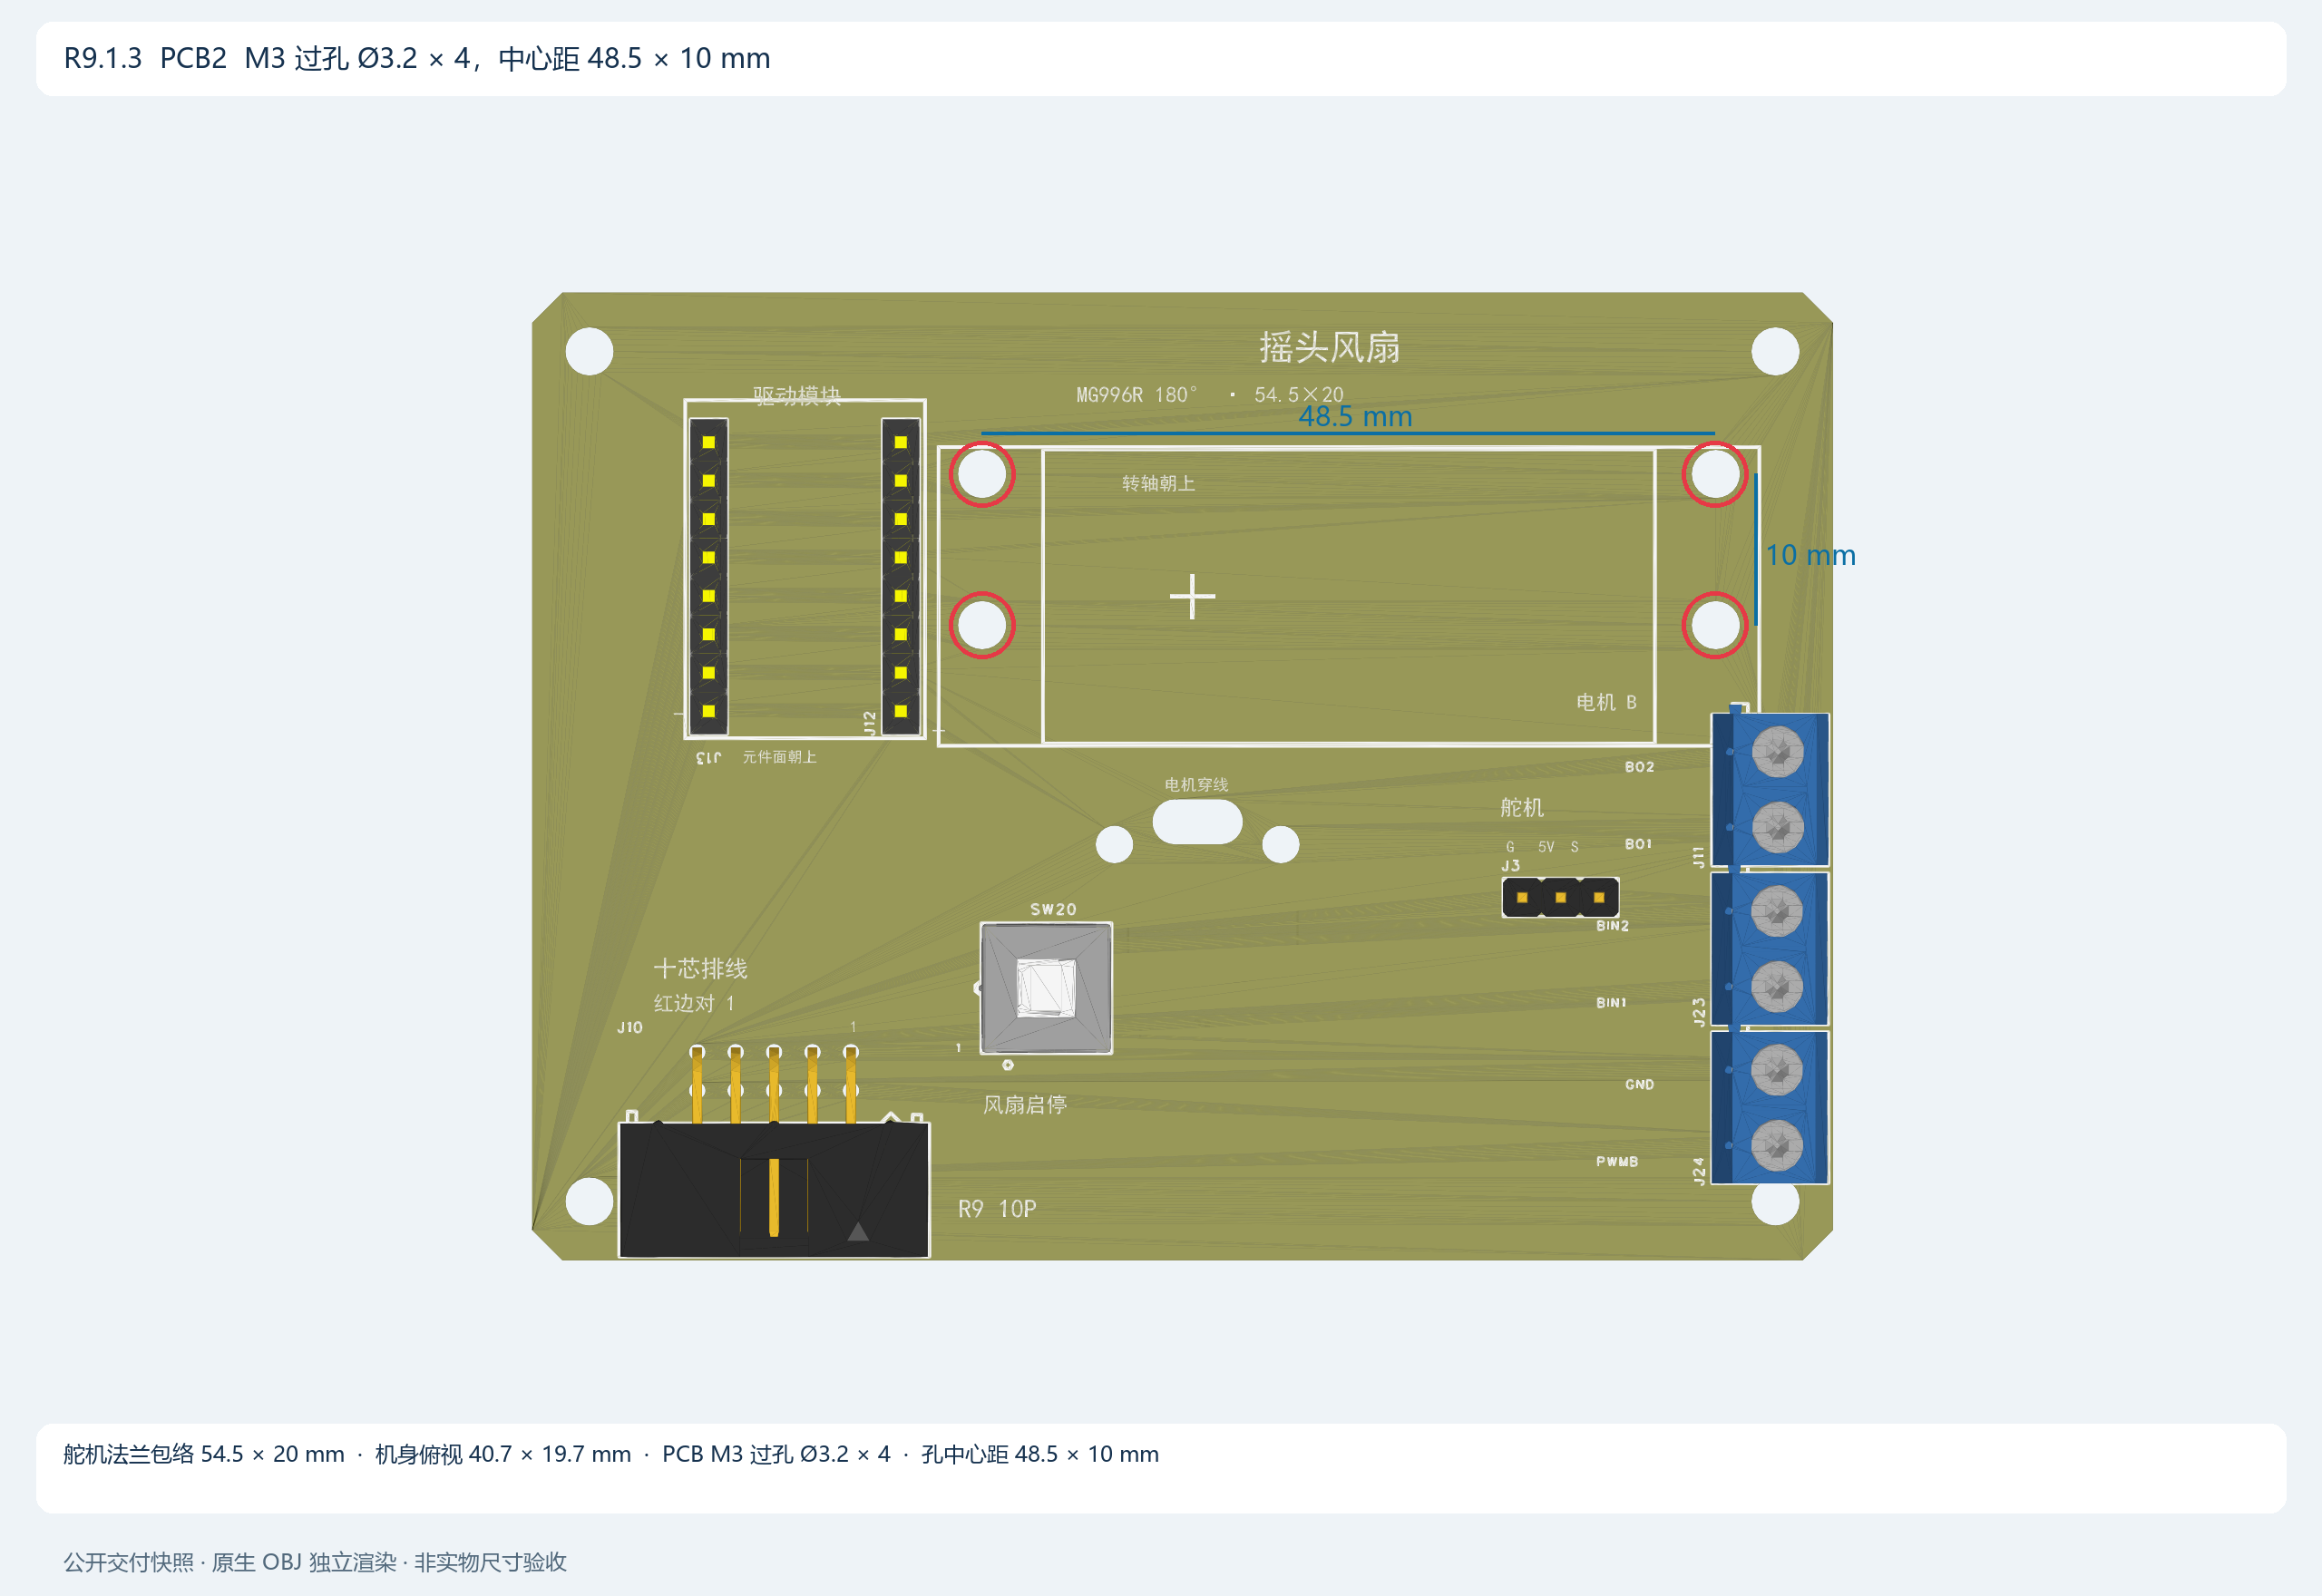 R9.1.3 PCB2 M3 过孔 Ø3.2 × 4，中心距 48.5 × 10 mm
摇头风扇
驱动模块
MG996R 180° · 54.5×20
48.5 mm
转轴朝上
10 mm
电机 B
J12
J13
元件面朝上
BO2
电机穿线
舵机
G 5V S
BO1
J3
J11
SW20
BIN2
十芯排线
红边对 1
BIN1
J23
J10
1
1
GND
风扇启停
PWMB
J24
R9 10P
舵机法兰包络 54.5 × 20 mm · 机身俯视 40.7 × 19.7 mm · PCB M3 过孔 Ø3.2 × 4 · 孔中心距 48.5 × 10 mm
公开交付快照 · 原生 OBJ 独立渲染 · 非实物尺寸验收